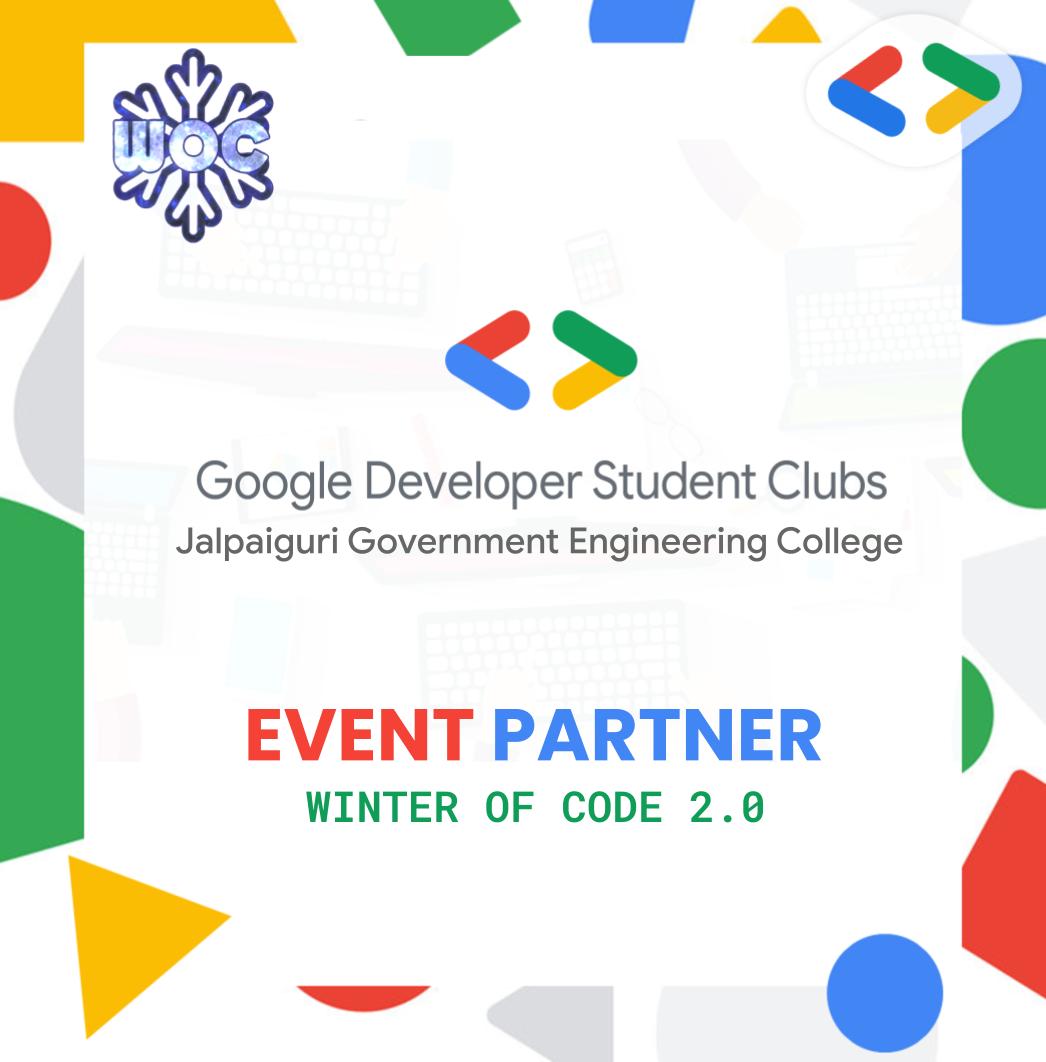 WOC
Google Developer Student Clubs
Jalpaiguri Government Engineering College
EVENT PARTNER
WINTER OF CODE 2.0